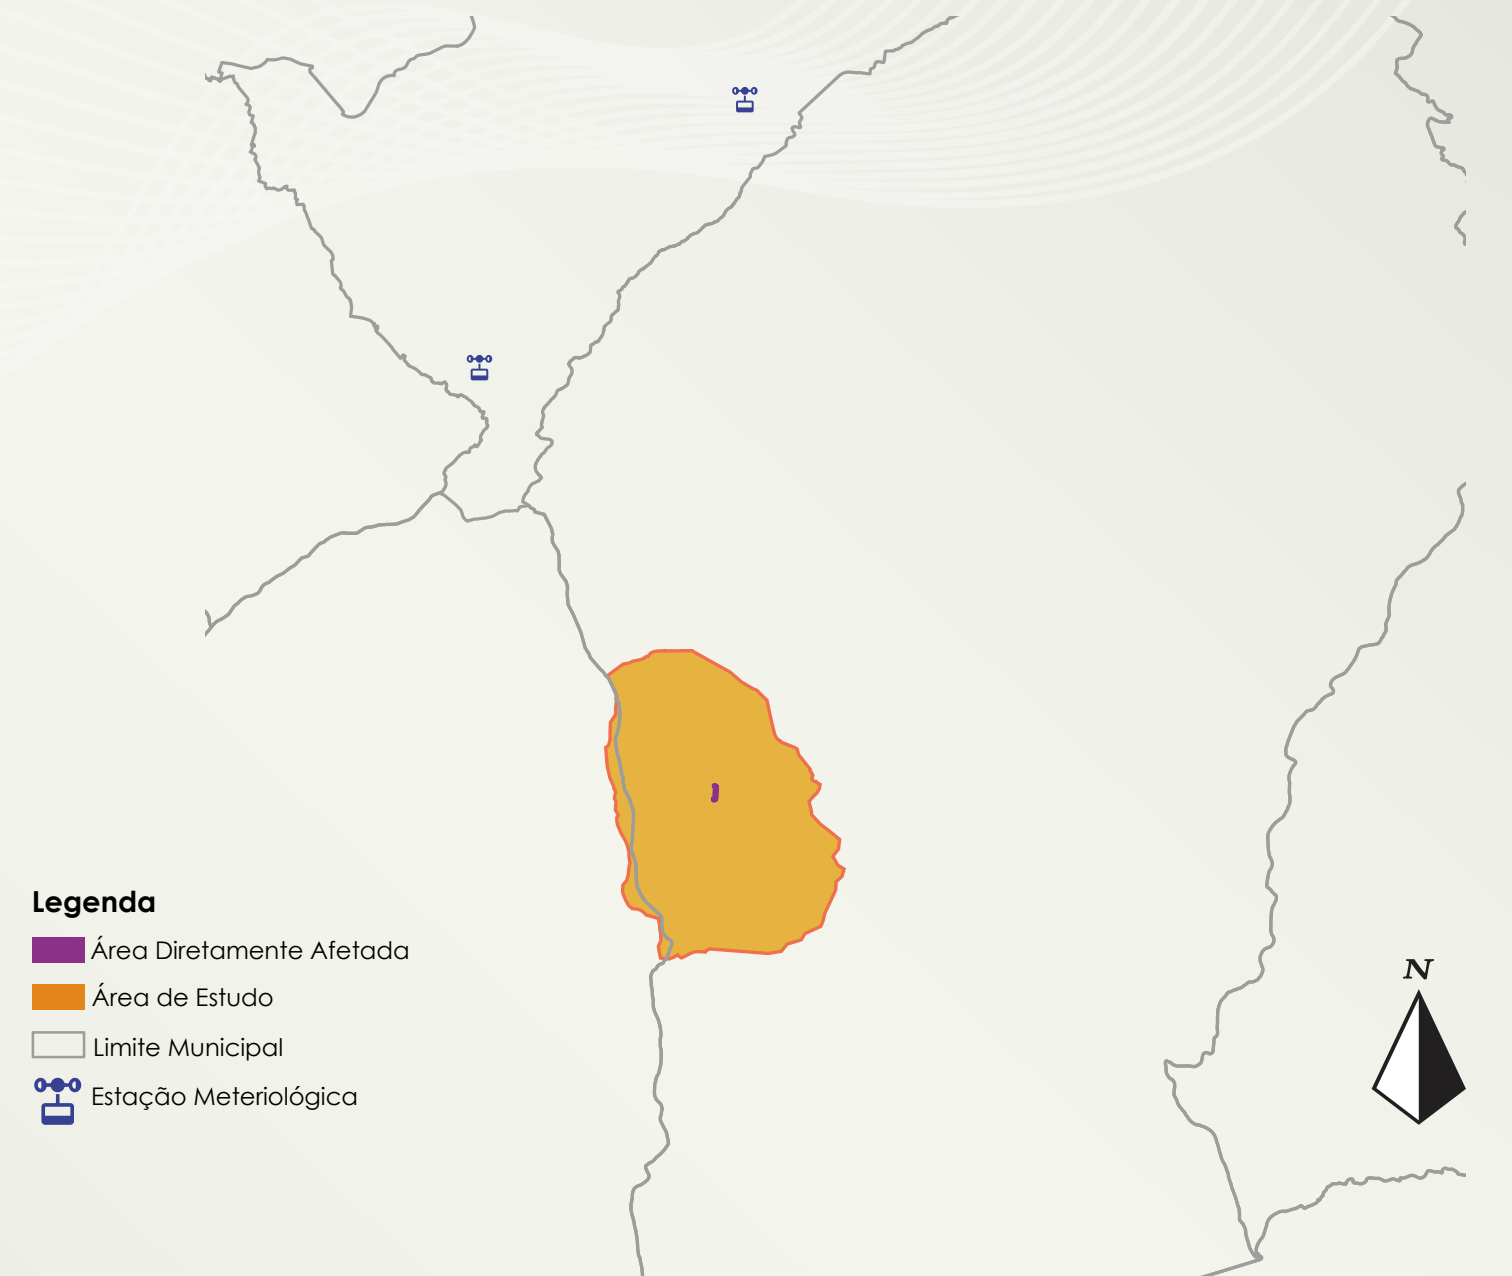 Legenda
Área Diretamente Afetada
Área de Estudo
Limite Municipal
Estação Meteriológica
N